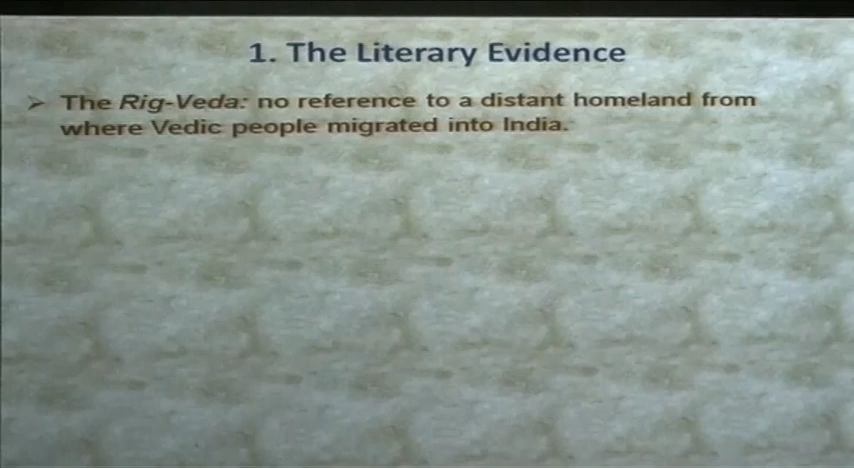 1. The Literary Evidence
➢ The Rig-Veda: no reference to a distant homeland from
where Vedic people migrated into India.